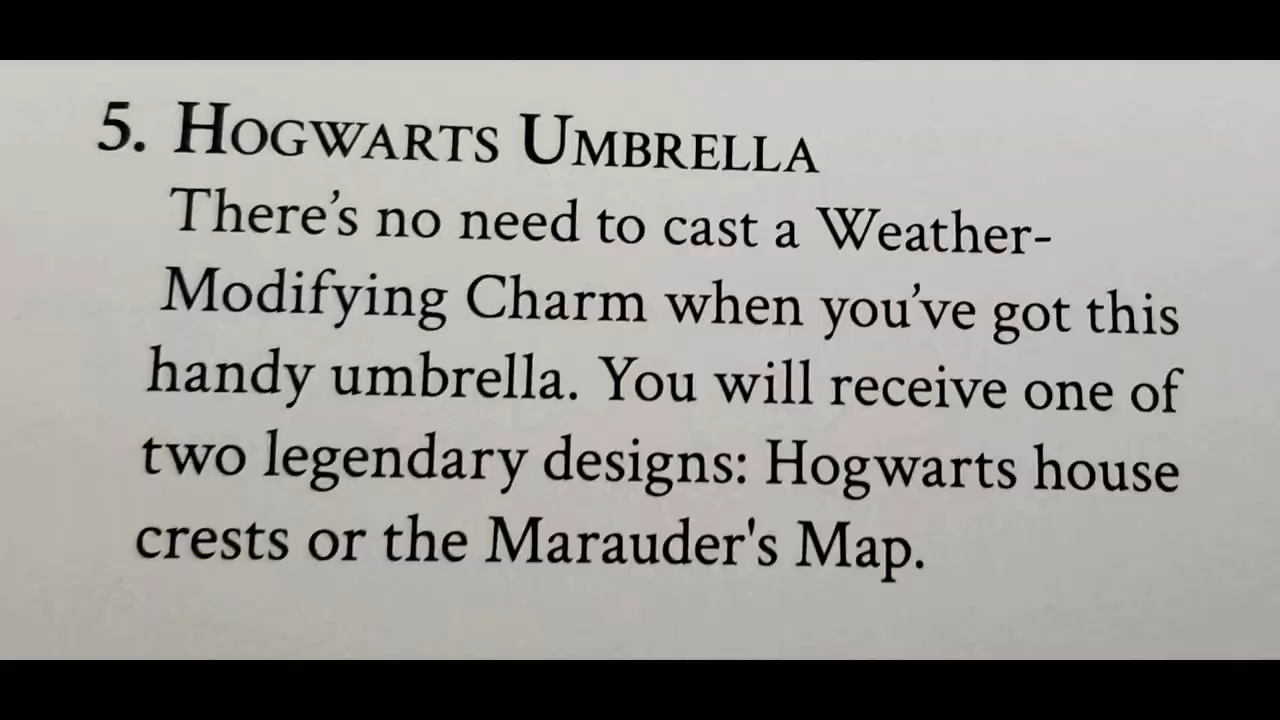 5. HOGWARTS UMBRELLA
There’s no need to cast a Weather-
Modifying Charm when you’ve got this
handy umbrella. You will receive one of
two legendary designs: Hogwarts house
crests or the Marauder's Map.